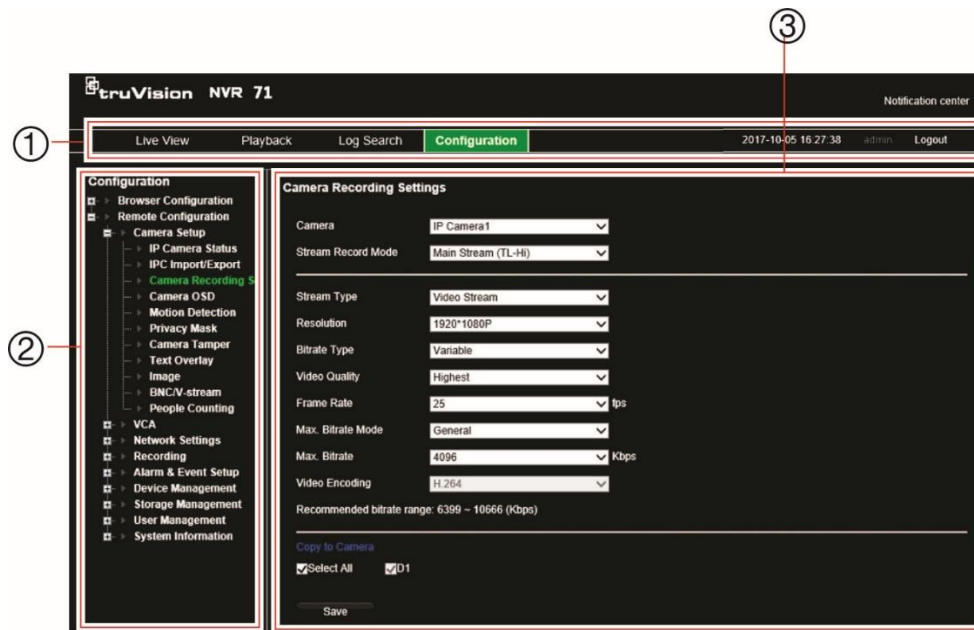 ③
truVision NVR 71
Notification center
①
Live View Playback Log Search Configuration 2017-10-05 16:27:38 admin Logout
②
Configuration
Browser Configuration
Remote Configuration
Camera Setup
IP Camera Status
IPC Import/Export
Camera Recording S
Camera OSD
Motion Detection
Privacy Mask
Camera Tamper
Text Overlay
Image
BNC/V-stream
People Counting
VCA
Network Settings
Recording
Alarm & Event Setup
Device Management
Storage Management
User Management
System Information
Camera Recording Settings
Camera IP Camera1
Stream Record Mode Main Stream (TL-Hi)
Stream Type Video Stream
Resolution 1920*1080P
Bitrate Type Variable
Video Quality Highest
Frame Rate 25 fps
Max. Bitrate Mode General
Max. Bitrate 4096 Kbps
Video Encoding H.264
Recommended bitrate range: 6399 ~ 10666 (Kbps)
Copy to Camera
Select All D1
Save